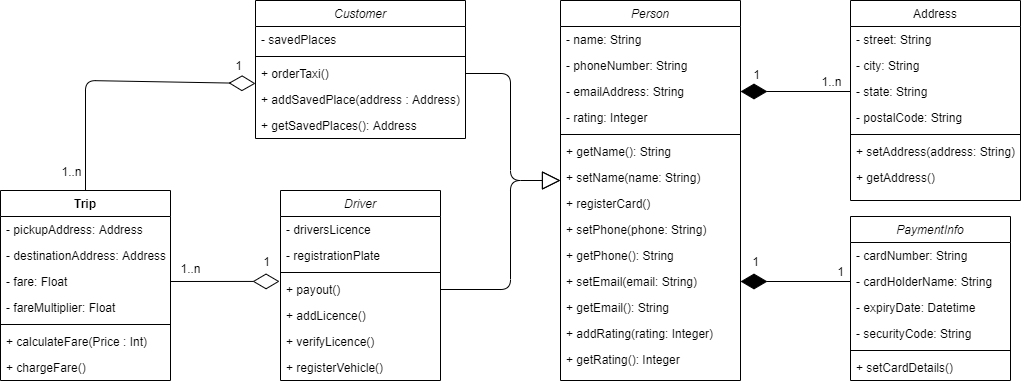 Customer
- savedPlaces
+ orderTaxi()
+ addSavedPlace(address : Address)
+ getSavedPlaces(): Address
1
1..n
Trip
- pickupAddress: Address
- destinationAddress: Address
- fare: Float
- fareMultiplier: Float
+ calculateFare(Price : Int)
+ chargeFare()
1..n
1
Driver
- driversLicence
- registrationPlate
+ payout()
+ addLicence()
+ verifyLicence()
+ registerVehicle()
Person
- name: String
- phoneNumber: String
- emailAddress: String
- rating: Integer
+ getName(): String
+ setName(name: String)
+ registerCard()
+ setPhone(phone: String)
+ getPhone(): String
+ setEmail(email: String)
+ getEmail(): String
+ addRating(rating: Integer)
+ getRating(): Integer
1
1..n
Address
- street: String
- city: String
- state: String
- postalCode: String
+ setAddress(address: String)
+ getAddress()
1
1
PaymentInfo
- cardNumber: String
- cardHolderName: String
- expiryDate: Datetime
- securityCode: String
+ setCardDetails()